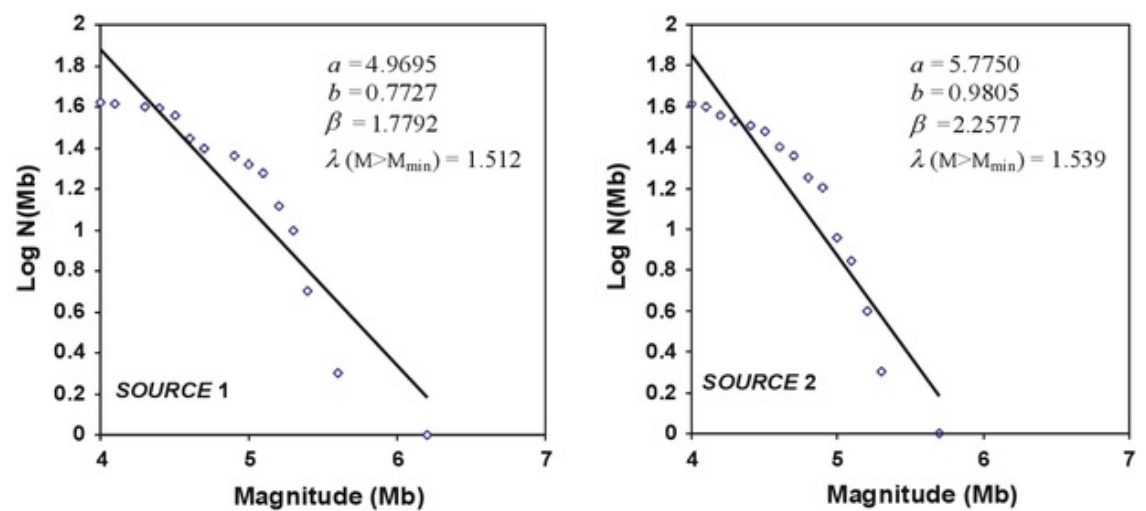 2
1.8
1.6
1.4
1.2
1
0.8
0.6
0.4
0.2
0
Log N(Mb)
a = 4.9695
b = 0.7727
β = 1.7792
λ (M>Mmin) = 1.512
SOURCE 1
4 5 6 7
Magnitude (Mb)
2
1.8
1.6
1.4
1.2
1
0.8
0.6
0.4
0.2
0
Log N(Mb)
a = 5.7750
b = 0.9805
β = 2.2577
λ (M>Mmin) = 1.539
SOURCE 2
4 5 6 7
Magnitude (Mb)